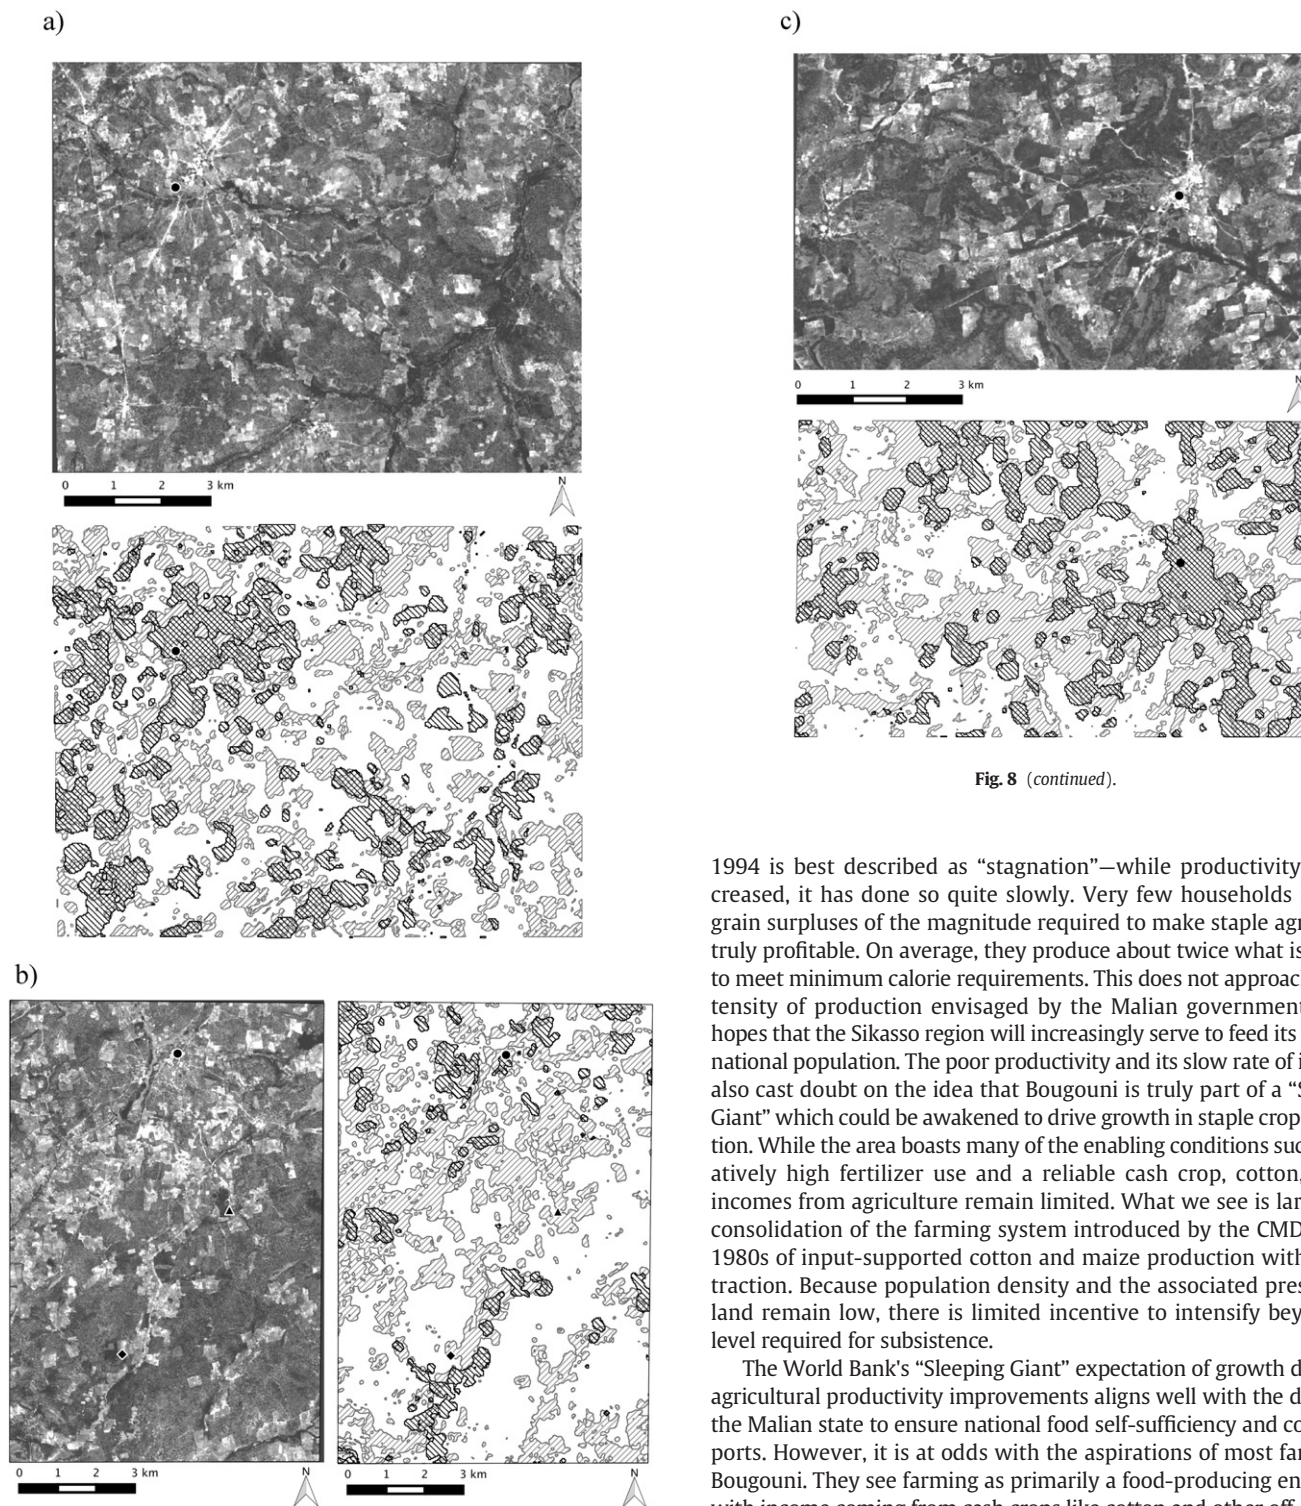 a)
0 1 2 3 km
N
b)
0 1 2 3 km
N
0 1 2 3 km
N
c)
0 1 2 3 km
N
Fig. 8 (continued).
1994 is best described as “stagnation”—while productivity
creased, it has done so quite slowly. Very few households
grain surpluses of the magnitude required to make staple agr
truly profitable. On average, they produce about twice what is
to meet minimum calorie requirements. This does not approac
tensity of production envisaged by the Malian government
hopes that the Sikasso region will increasingly serve to feed its
national population. The poor productivity and its slow rate of i
also cast doubt on the idea that Bougouni is truly part of a “S
Giant” which could be awakened to drive growth in staple crop
tion. While the area boasts many of the enabling conditions suc
atively high fertilizer use and a reliable cash crop, cotton,
incomes from agriculture remain limited. What we see is lar
consolidation of the farming system introduced by the CMD
1980s of input-supported cotton and maize production with
traction. Because population density and the associated pres
land remain low, there is limited incentive to intensify bey
level required for subsistence.
The World Bank's “Sleeping Giant” expectation of growth d
agricultural productivity improvements aligns well with the d
the Malian state to ensure national food self-sufficiency and co
ports. However, it is at odds with the aspirations of most far
Bougouni. They see farming as primarily a food-producing en
with income coming from cash crops like cotton and other off